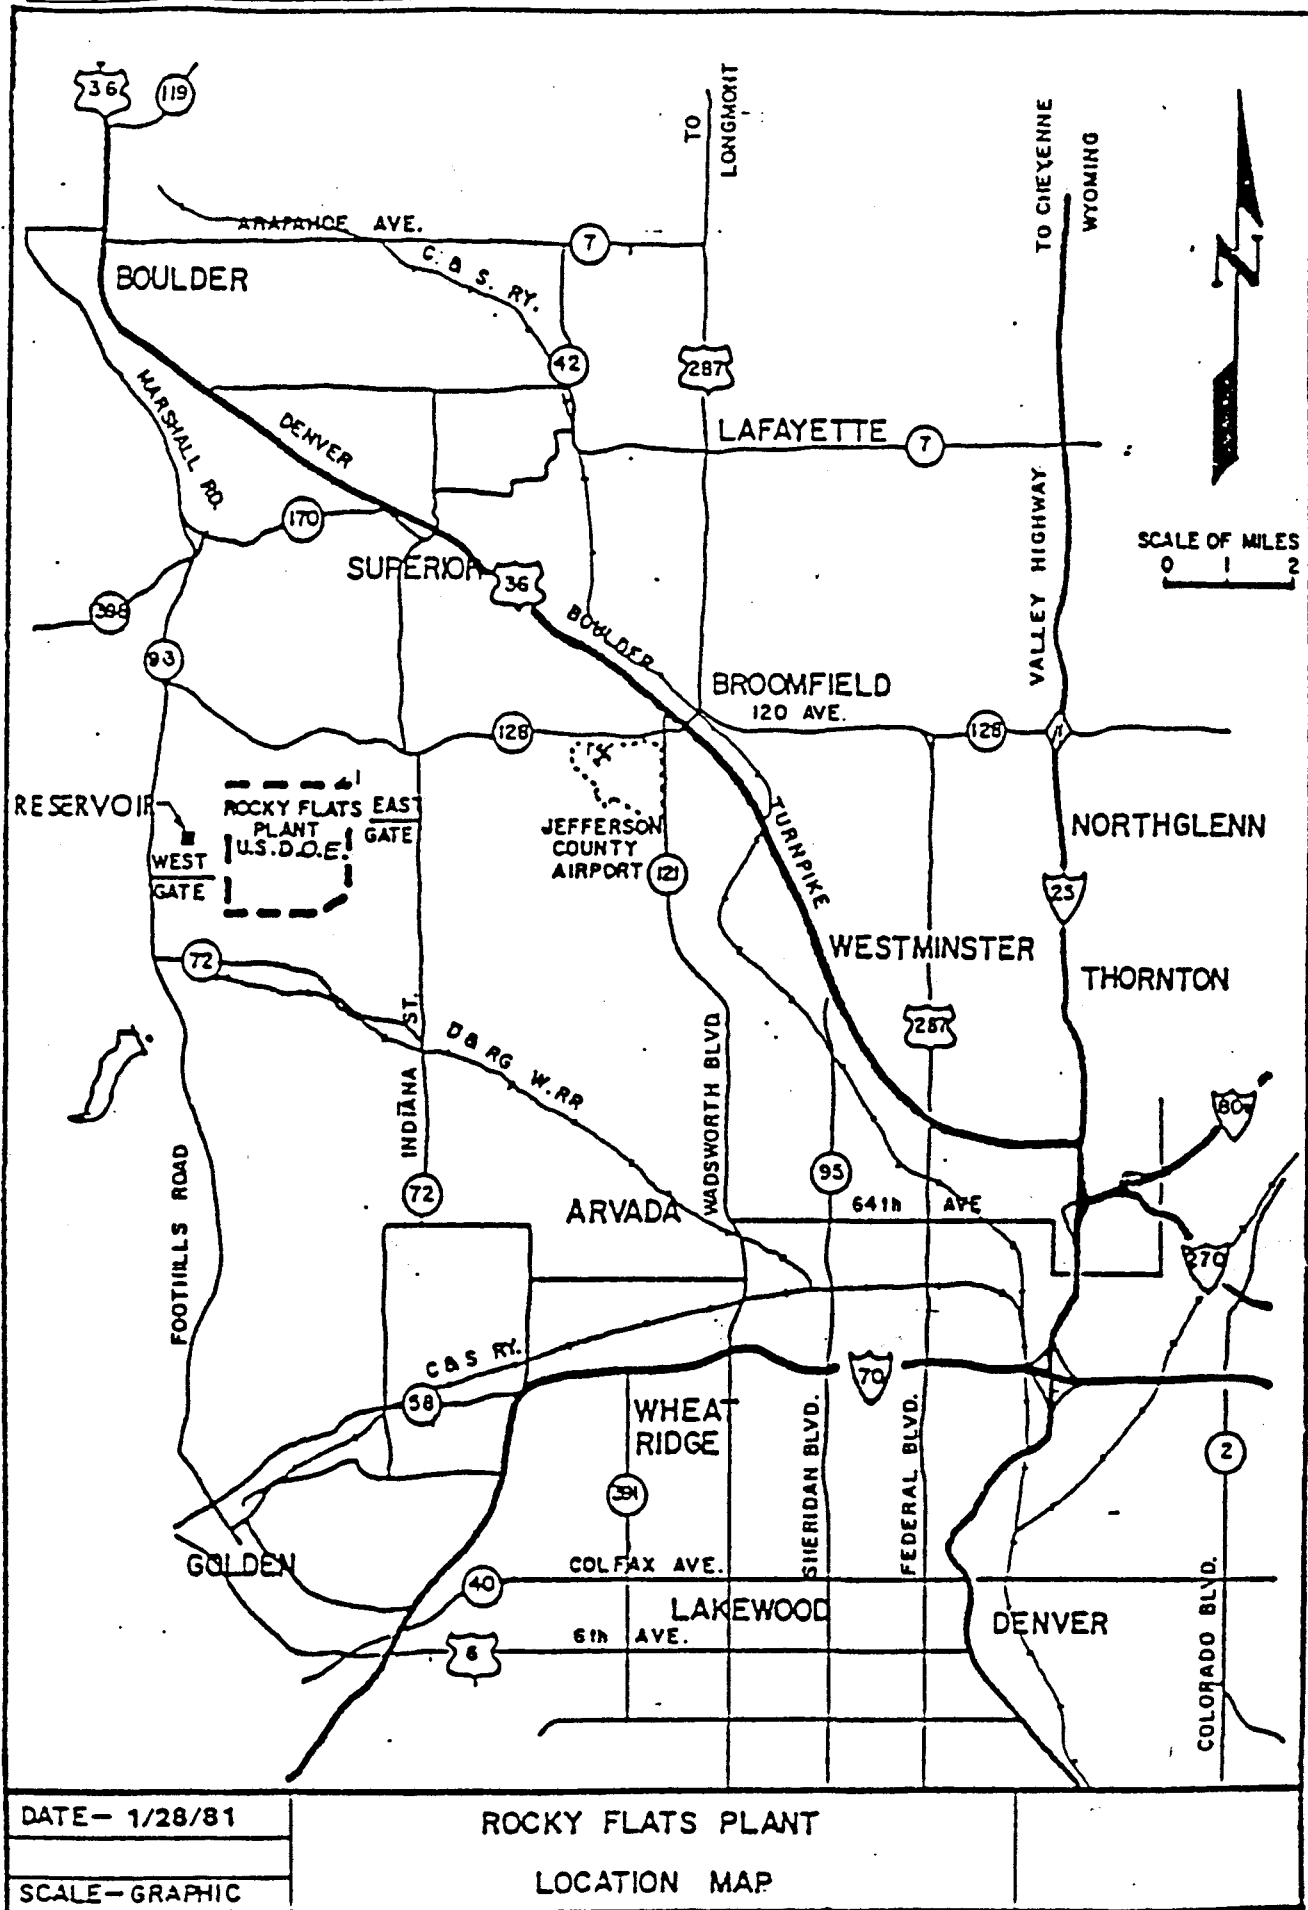 36
119
TO
LONGMONT
TO CHEYENNE
WYOMING
N
ARAPAHOE AVE.
7
C. & S. RY.
BOULDER
42
287
MARSHALL RD.
DENVER
LAFAYETTE
7
170
VALLEY HIGHWAY
SCALE OF MILES
0 1 2
SUPERIOR
36
398
BOULDER
93
BROOMFIELD
120 AVE.
128
128
RESERVOIR
ROCKY FLATS
PLANT
U.S.D.O.E.
EAST
GATE
WEST
GATE
JEFFERSON
COUNTY
AIRPORT
121
TURNPIKE
NORTHGLENN
25
WESTMINSTER
THORNTON
72
INDIANA ST.
D & RG W. RR
WADSWORTH BLVD
287
80
FOOTHILLS ROAD
72
95
ARVADA
64th AVE
270
C & S RY.
70
58
WHEAT
RIDGE
SHERIDAN BLVD.
FEDERAL BLVD.
2
391
GOLDEN
COLFAX AVE.
40
LAKEWOOD
DENVER
6th AVE.
6
COLORADO BLVD.
DATE- 1/28/81
SCALE-GRAPHIC
ROCKY FLATS PLANT
LOCATION MAP